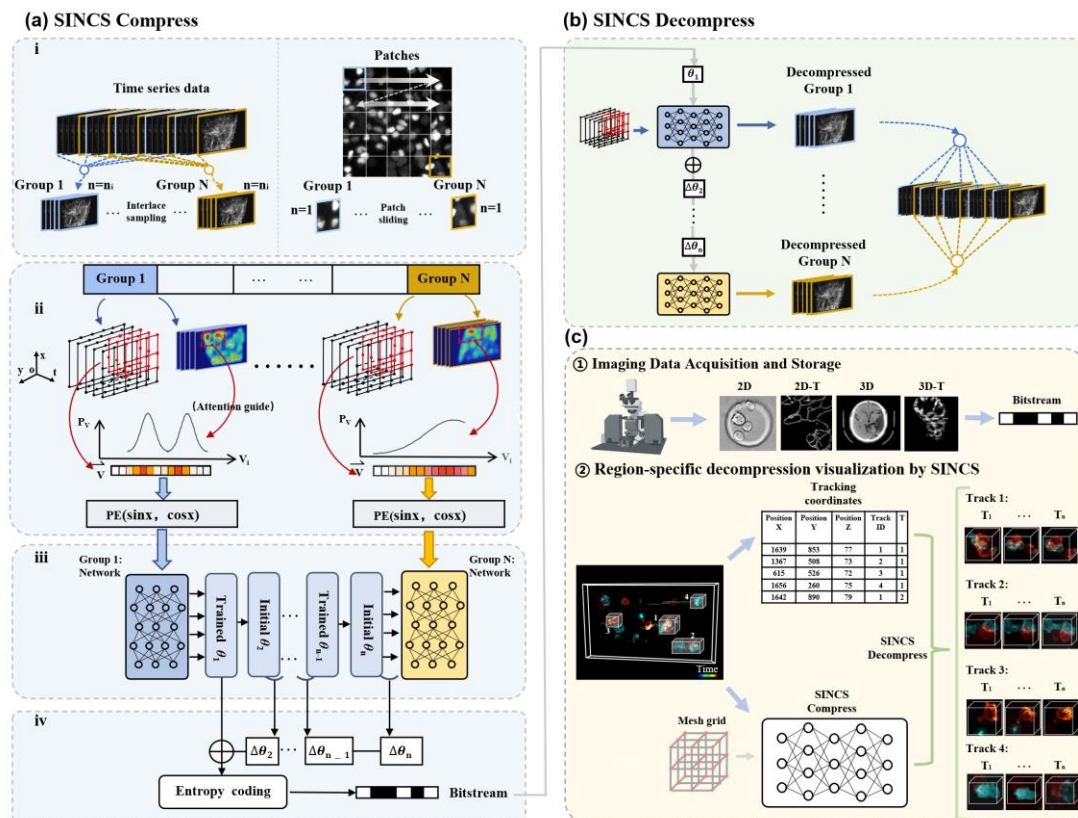 (a) SINCS Compress
i
Time series data
Group 1
n=nᵢ
Group N
n=nᵢ
... Interlace sampling ...
Patches
Group 1
Group N
n=1
... Patch sliding ...
n=1
Group 1
... ...
Group N
ii
x
y o t
(Attention guide)
Pᵥ
Vᵢ
V
Pᵥ
Vᵢ
V
PE(sinx, cosx)
PE(sinx, cosx)
iii
Group 1:
Network
Group N:
Network
Trained θ₁
Initial θ₂
Trained θₙ₋₁
Initial θₙ
iv
Δθ₂
...
Δθₙ₋₁
Δθₙ
Entropy coding
Bitstream
(b) SINCS Decompress
θ₁
Decompressed
Group 1
Δθ₂
Δθₙ
Decompressed
Group N
(c)
① Imaging Data Acquisition and Storage
2D
2D-T
3D
3D-T
Bitstream
② Region-specific decompression visualization by SINCS
Tracking
coordinates
Position X Position Y Position Z Track ID T
1639 853 77 1 1
1367 508 73 2 1
615 526 72 3 1
1656 260 75 4 1
1642 890 79 1 2
4
1
3
2
Time
SINCS
Decompress
SINCS
Compress
Mesh grid
Track 1:
T₁ ... Tₙ
Track 2:
T₁ ... Tₙ
Track 3:
T₁ ... Tₙ
Track 4:
T₁ ... Tₙ